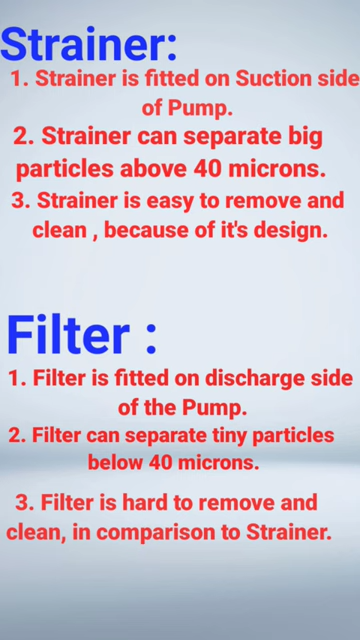 Strainer:
1. Strainer is fitted on Suction side
of Pump.
2. Strainer can separate big
particles above 40 microns.
3. Strainer is easy to remove and
clean , because of it's design.
Filter :
1. Filter is fitted on discharge side
of the Pump.
2. Filter can separate tiny particles
below 40 microns.
3. Filter is hard to remove and
clean, in comparison to Strainer.